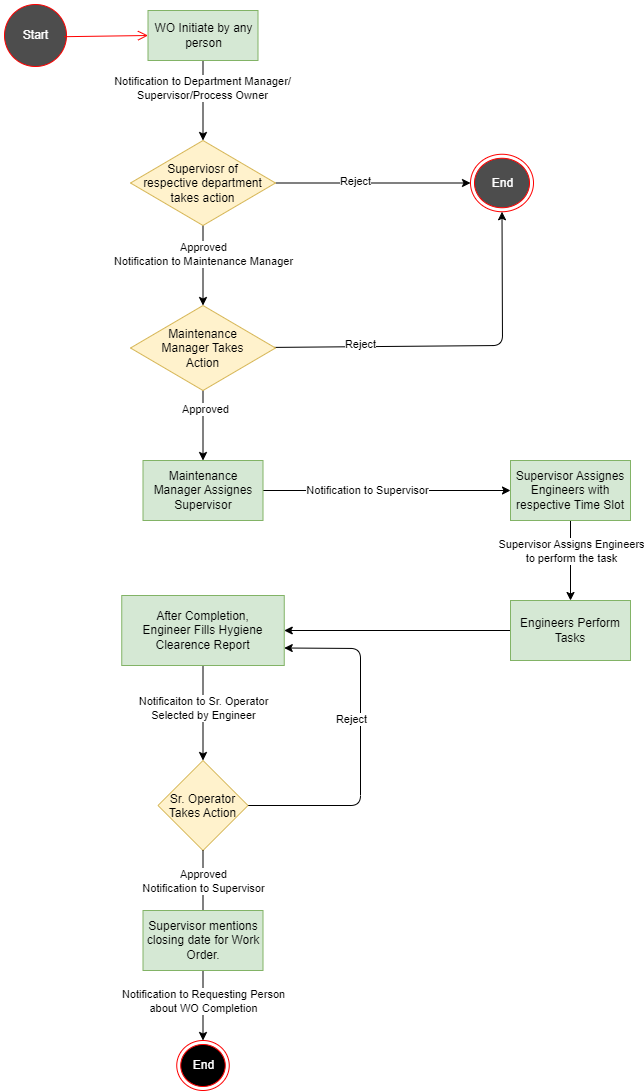 Start
WO Initiate by any
person
Notification to Department Manager/
Supervisor/Process Owner
Superviosr of
respective department
takes action
Reject
End
Approved
Notification to Maintenance Manager
Maintenance
Manager Takes
Action
Reject
Approved
Maintenance
Manager Assignes
Supervisor
Notification to Supervisor
Supervisor Assignes
Engineers with
respective Time Slot
Supervisor Assigns Engineers
to perform the task
Engineers Perform
Tasks
After Completion,
Engineer Fills Hygiene
Clearence Report
Notificaiton to Sr. Operator
Selected by Engineer
Reject
Sr. Operator
Takes Action
Approved
Notification to Supervisor
Supervisor mentions
closing date for Work
Order.
Notification to Requesting Person
about WO Completion
End